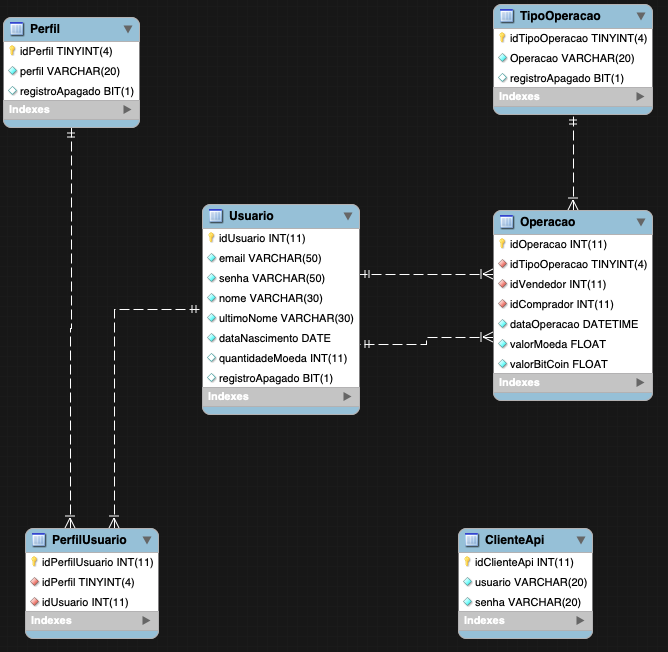 Perfil
idPerfil TINYINT(4)
perfil VARCHAR(20)
registroApagado BIT(1)
Indexes
TipoOperacao
idTipoOperacao TINYINT(4)
Operacao VARCHAR(20)
registroApagado BIT(1)
Indexes
Usuario
idUsuario INT(11)
email VARCHAR(50)
senha VARCHAR(50)
nome VARCHAR(30)
ultimoNome VARCHAR(30)
dataNascimento DATE
quantidadeMoeda INT(11)
registroApagado BIT(1)
Indexes
Operacao
idOperacao INT(11)
idTipoOperacao TINYINT(4)
idVendedor INT(11)
idComprador INT(11)
dataOperacao DATETIME
valorMoeda FLOAT
valorBitCoin FLOAT
Indexes
PerfilUsuario
idPerfilUsuario INT(11)
idPerfil TINYINT(4)
idUsuario INT(11)
Indexes
ClienteApi
idClienteApi INT(11)
usuario VARCHAR(20)
senha VARCHAR(20)
Indexes